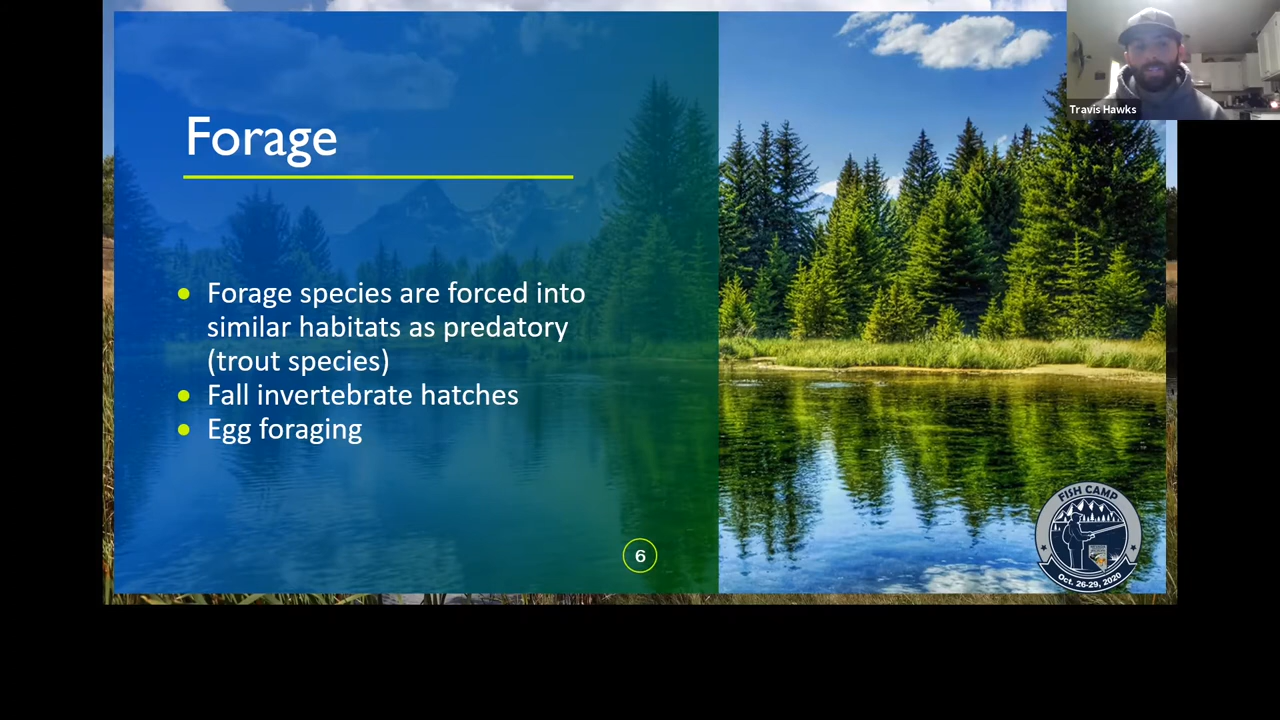 Travis Hawks
Forage
Forage species are forced into
similar habitats as predatory
(trout species)
Fall invertebrate hatches
Egg foraging
6
FISH CAMP
Oct. 26-29, 2020